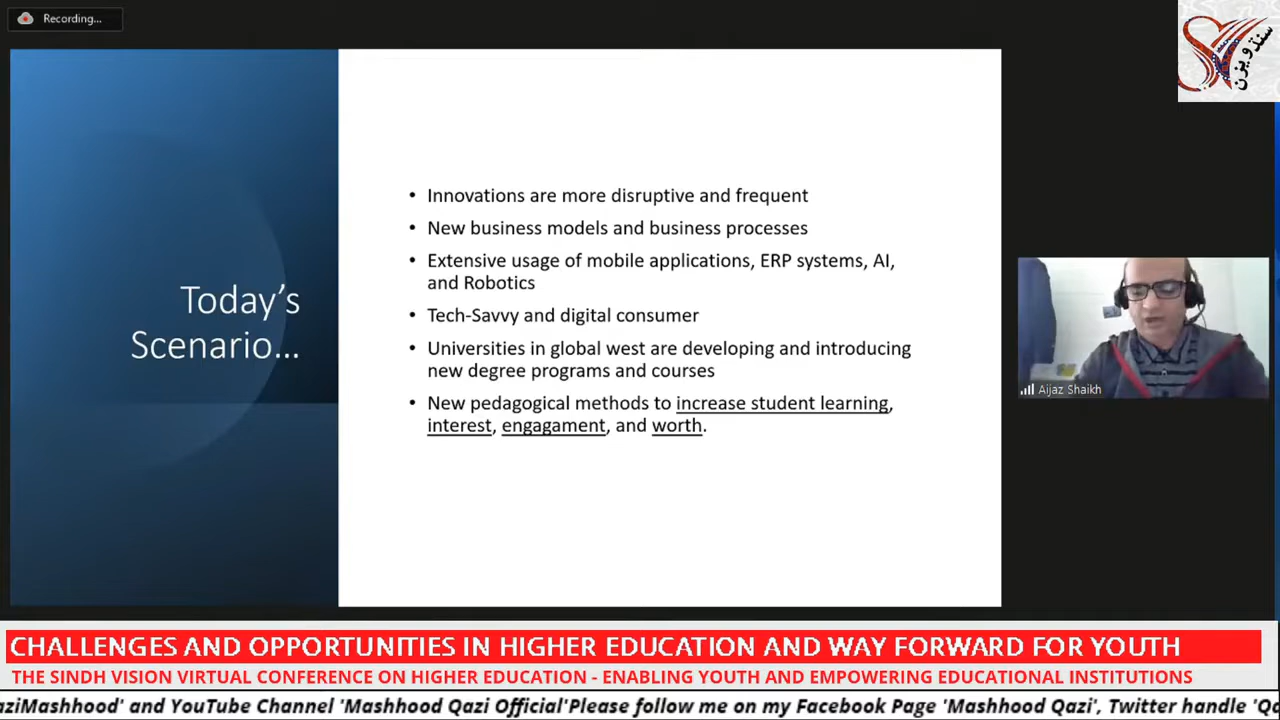 Recording...
سنڌ ويزن
Today’s
Scenario...
• Innovations are more disruptive and frequent
• New business models and business processes
• Extensive usage of mobile applications, ERP systems, AI,
and Robotics
• Tech-Savvy and digital consumer
• Universities in global west are developing and introducing
new degree programs and courses
• New pedagogical methods to increase student learning,
interest, engagament, and worth.
Aijaz Shaikh
CHALLENGES AND OPPORTUNITIES IN HIGHER EDUCATION AND WAY FORWARD FOR YOUTH
THE SINDH VISION VIRTUAL CONFERENCE ON HIGHER EDUCATION - ENABLING YOUTH AND EMPOWERING EDUCATIONAL INSTITUTIONS
aziMashhood' and YouTube Channel 'Mashhood Qazi Official'Please follow me on my Facebook Page 'Mashhood Qazi', Twitter handle 'Qa